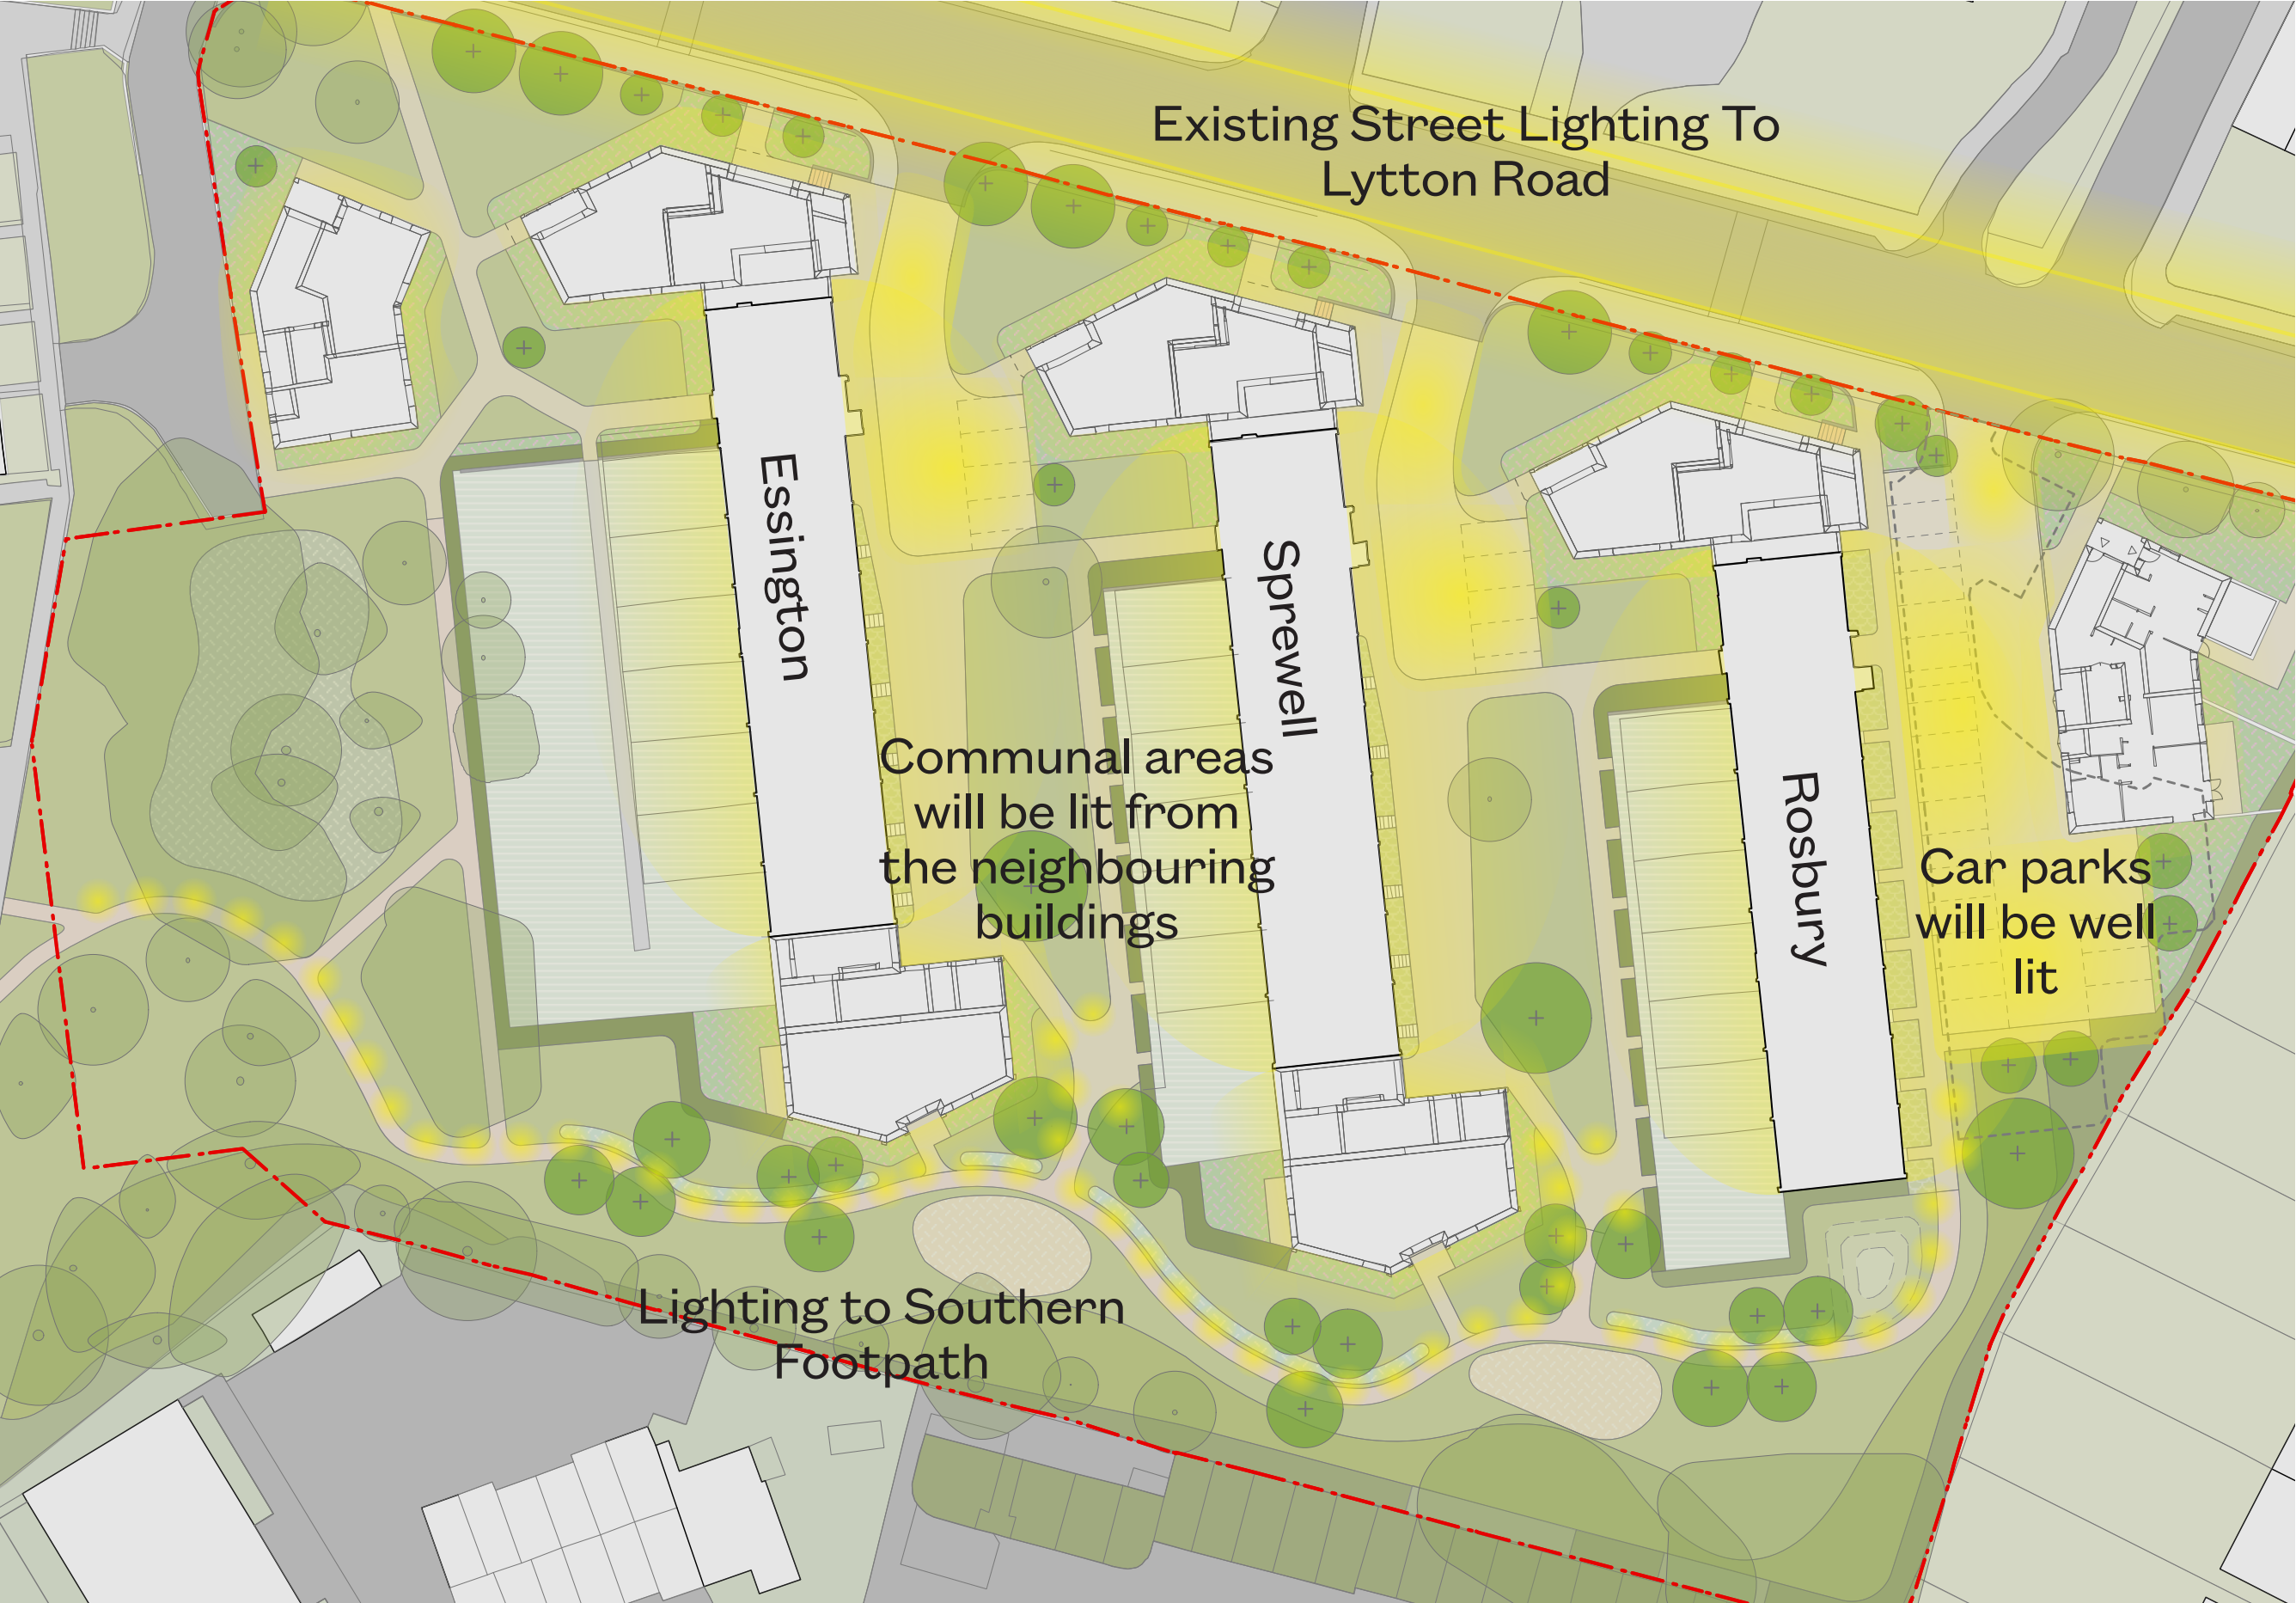 Existing Street Lighting To
Lytton Road
Essington
Sprewell
Rosbury
Communal areas
will be lit from
the neighbouring
buildings
Car parks
will be well
lit
Lighting to Southern
Footpath